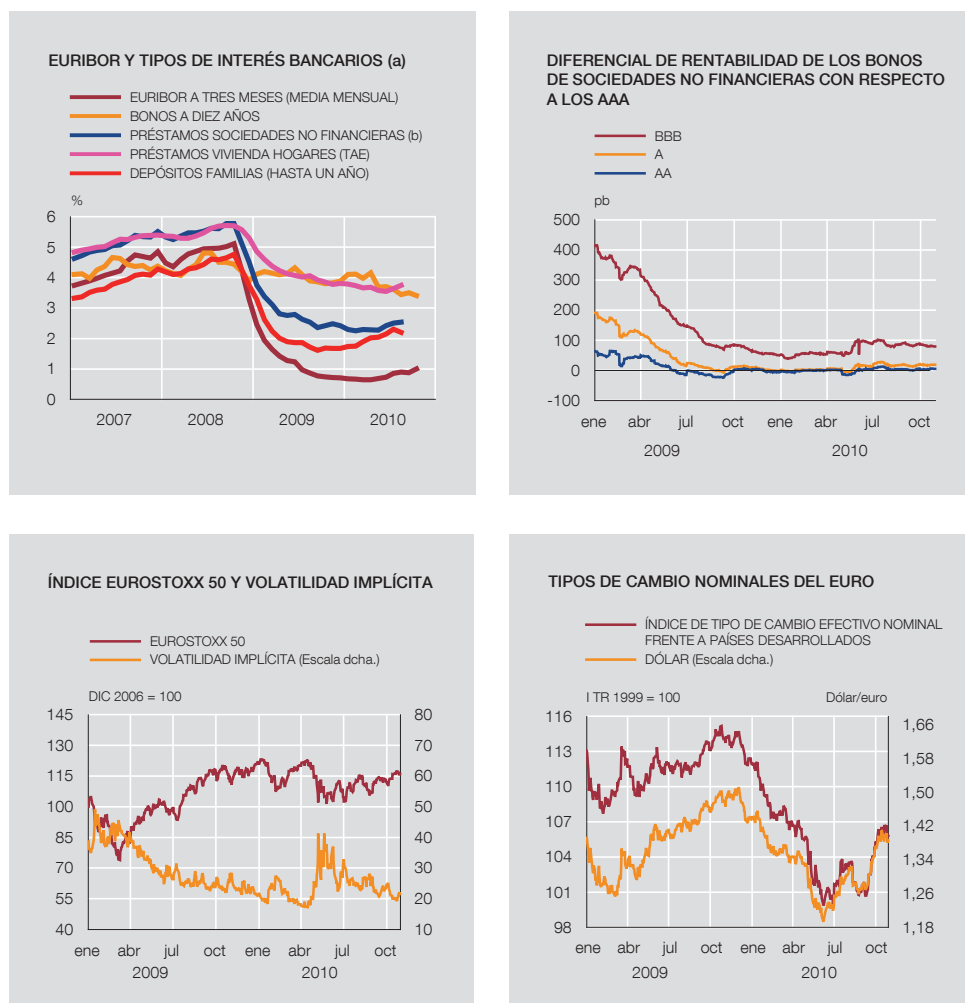 EURIBOR Y TIPOS DE INTERÉS BANCARIOS (a)
EURIBOR A TRES MESES (MEDIA MENSUAL)
BONOS A DIEZ AÑOS
PRÉSTAMOS SOCIEDADES NO FINANCIERAS (b)
PRÉSTAMOS VIVIENDA HOGARES (TAE)
DEPÓSITOS FAMILIAS (HASTA UN AÑO)
%
6
5
4
3
2
1
0
2007 2008 2009 2010
DIFERENCIAL DE RENTABILIDAD DE LOS BONOS
DE SOCIEDADES NO FINANCIERAS CON RESPECTO
A LOS AAA
BBB
A
AA
pb
500
400
300
200
100
0
-100
ene abr jul oct ene abr jul oct
2009 2010
ÍNDICE EUROSTOXX 50 Y VOLATILIDAD IMPLÍCITA
EUROSTOXX 50
VOLATILIDAD IMPLÍCITA (Escala dcha.)
DIC 2006 = 100
145 80
130 70
115 60
100 50
85 40
70 30
55 20
40 10
ene abr jul oct ene abr jul oct
2009 2010
TIPOS DE CAMBIO NOMINALES DEL EURO
ÍNDICE DE TIPO DE CAMBIO EFECTIVO NOMINAL
FRENTE A PAÍSES DESARROLLADOS
DÓLAR (Escala dcha.)
I TR 1999 = 100 Dólar/euro
116 1,66
113 1,58
110 1,50
107 1,42
104 1,34
101 1,26
98 1,18
ene abr jul oct ene abr jul oct
2009 2010